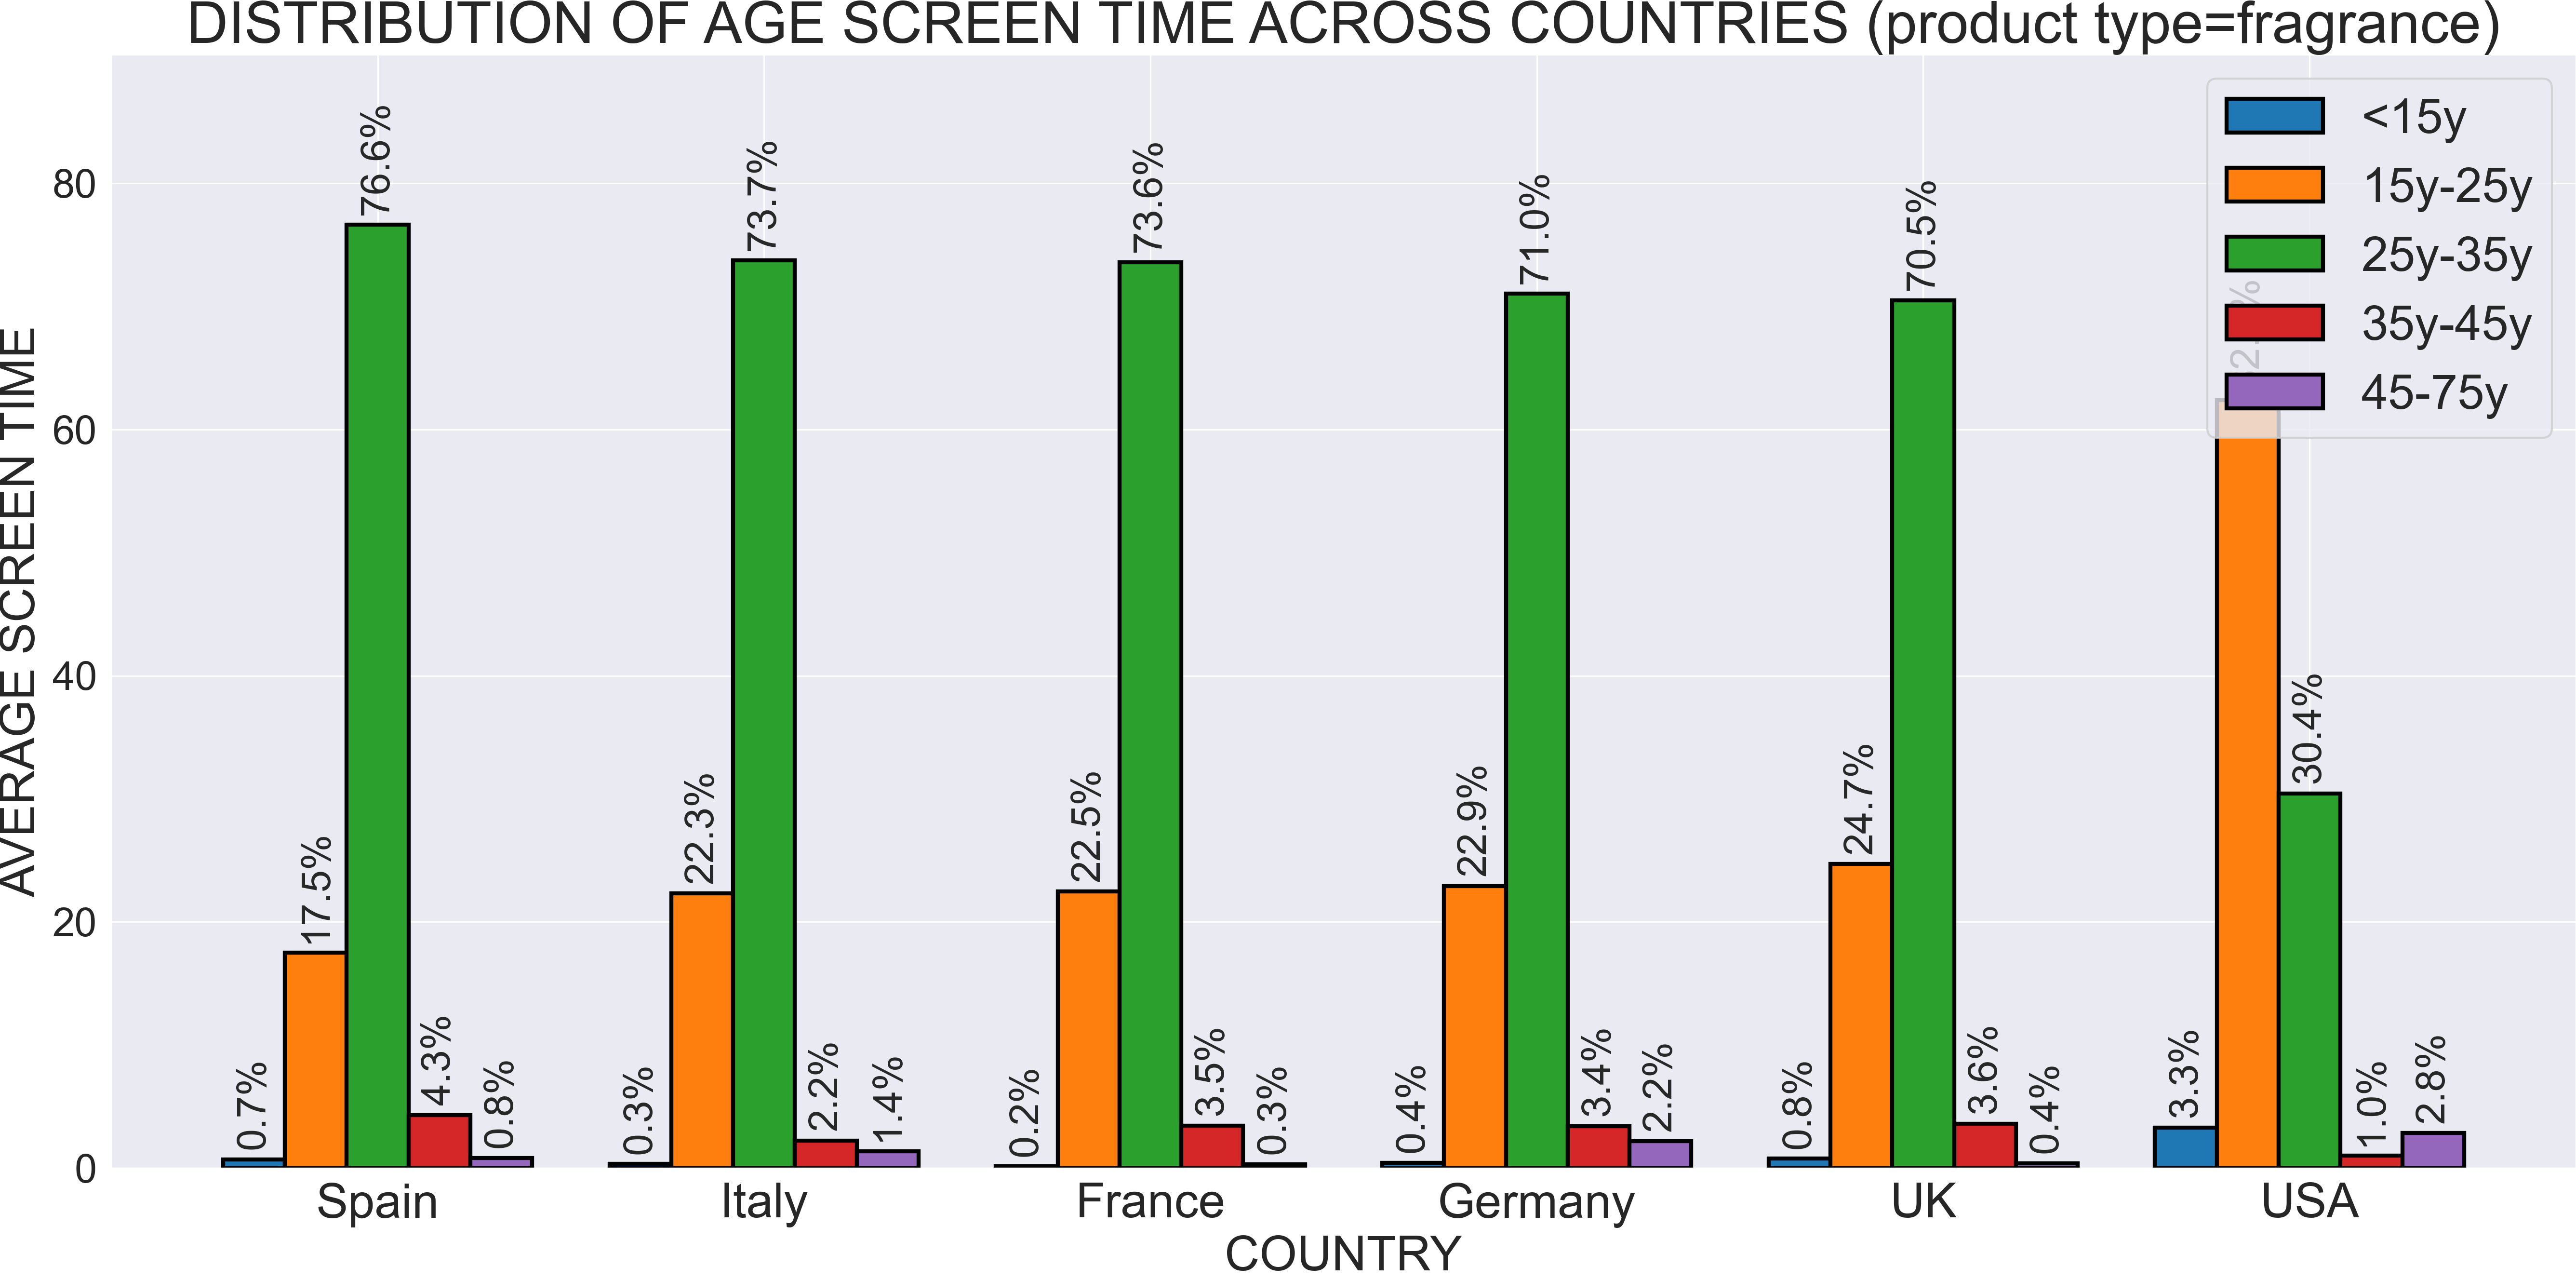 DISTRIBUTION OF AGE SCREEN TIME ACROSS COUNTRIES (product type=fragrance)
<15y
15y-25y
25y-35y
35y-45y
45-75y
AVERAGE SCREEN TIME
80
60
40
20
0
0.7%
17.5%
76.6%
4.3%
0.8%
0.3%
22.3%
73.7%
2.2%
1.4%
0.2%
22.5%
73.6%
3.5%
0.3%
0.4%
22.9%
71.0%
3.4%
2.2%
0.8%
24.7%
70.5%
3.6%
0.4%
3.3%
30.4%
1.0%
2.8%
Spain
Italy
France
Germany
UK
USA
COUNTRY